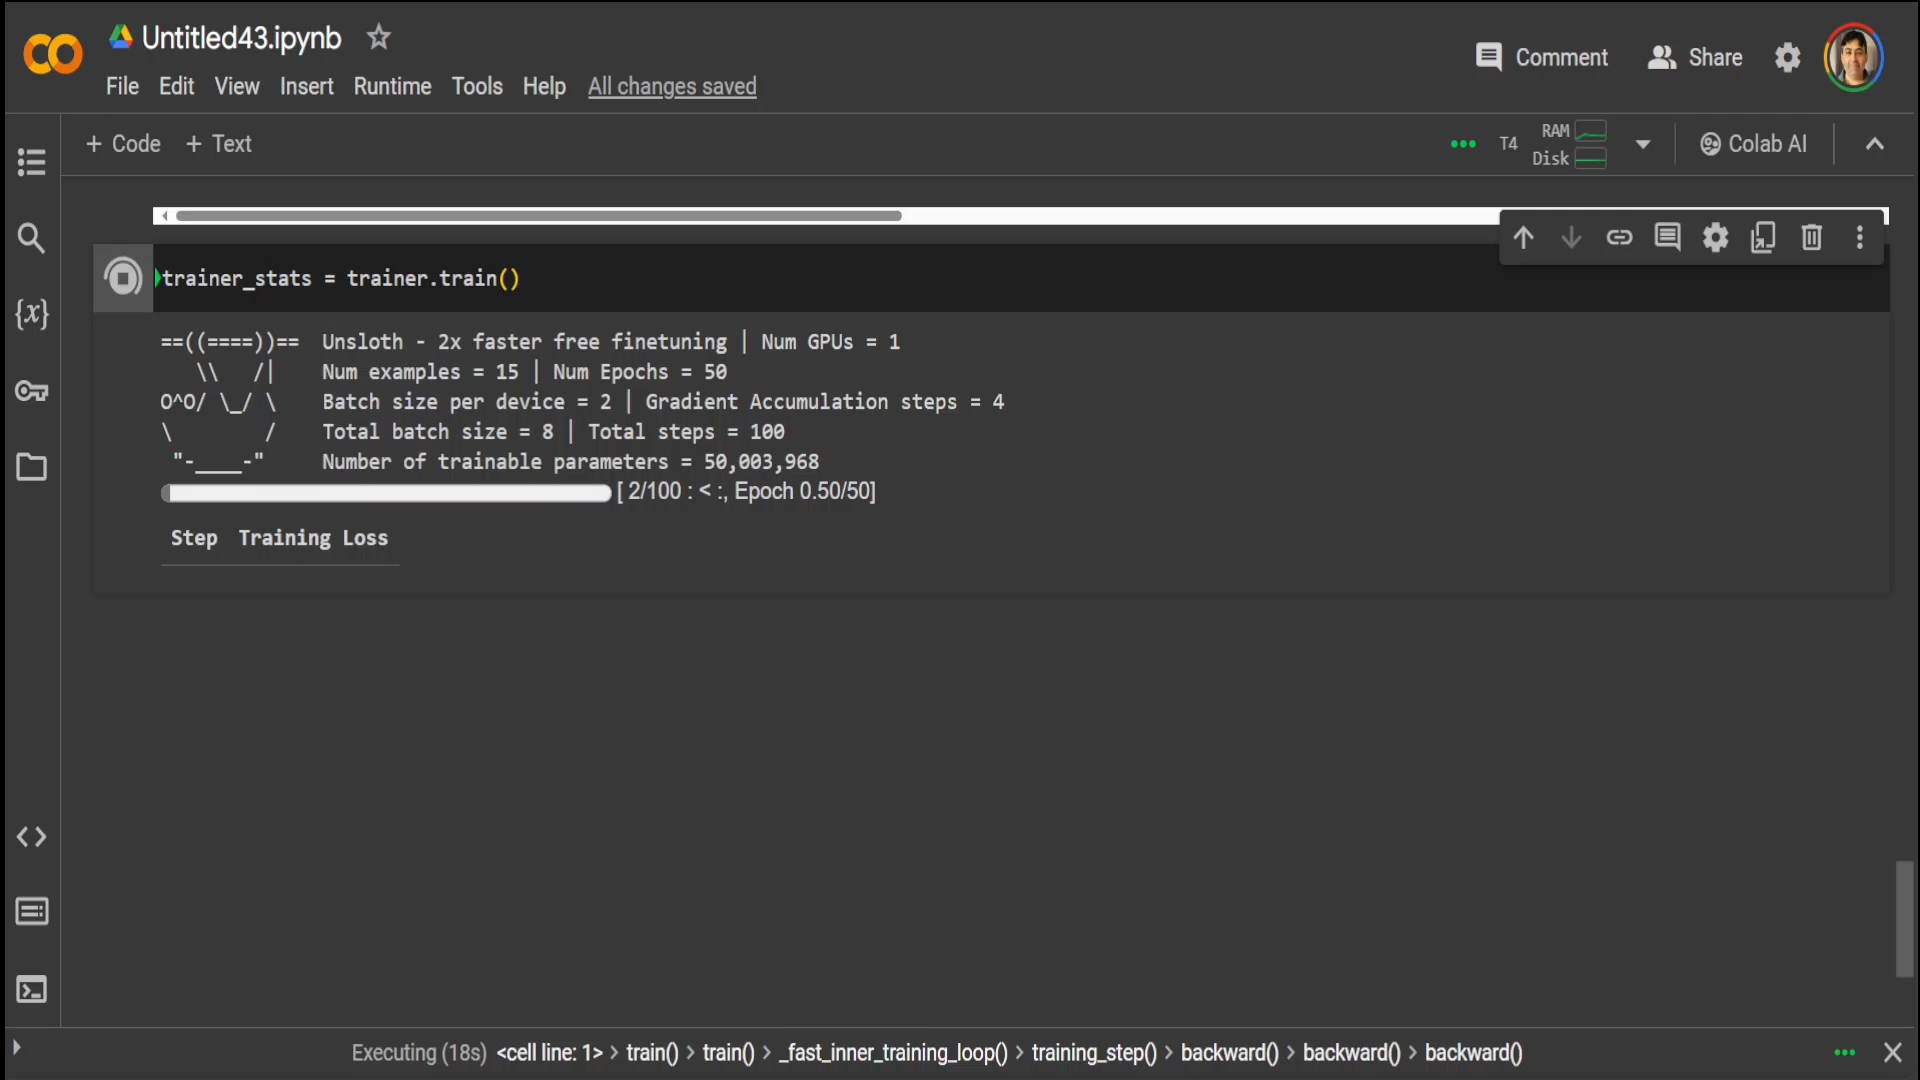 Untitled43.ipynb
File Edit View Insert Runtime Tools Help All changes saved
Comment Share
+ Code + Text
T4 RAM Disk Colab AI
trainer_stats = trainer.train()
==((====))==  Unsloth - 2x faster free finetuning | Num GPUs = 1
   \\   /|    Num examples = 15 | Num Epochs = 50
O^O/ \_/ \    Batch size per device = 2 | Gradient Accumulation steps = 4
\        /    Total batch size = 8 | Total steps = 100
 "-____-"     Number of trainable parameters = 50,003,968
[ 2/100 : < :, Epoch 0.50/50]
Step Training Loss
Executing (18s) <cell line: 1> > train() > train() > _fast_inner_training_loop() > training_step() > backward() > backward() > backward()